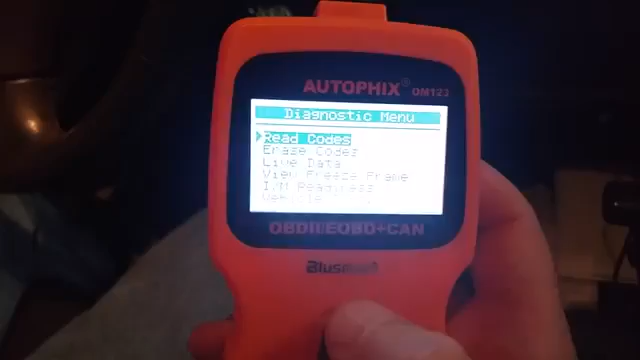 AUTOPHIX® OM123
Diagnostic Menu
Read Codes
Erase Codes
Live Data
View Freeze Frame
I/M Readiness
OBDII/EOBD+CAN